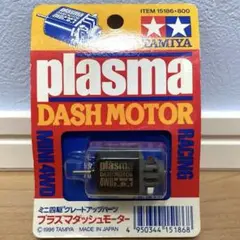 ITEM 15186・600
TAMIYA
plasma
DASH MOTOR
MINI 4WD
RACING
plasma
ミニ四駆グレードアップパーツ
プラズマダッシュモーター
©1996 TAMIYA MADE IN JAPAN
4 950344 151868